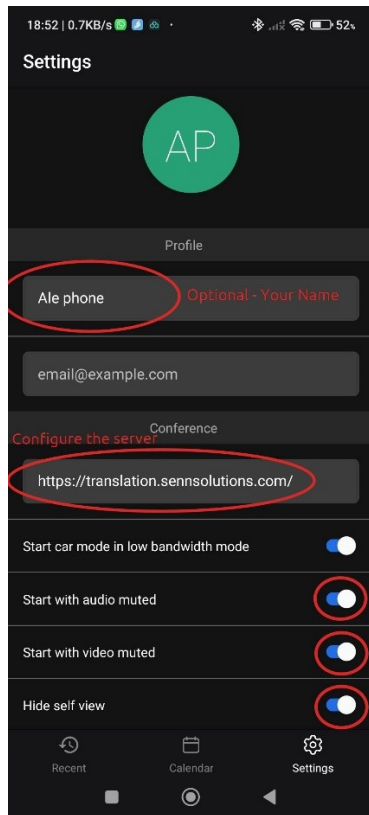 18:52 | 0.7KB/s 52%
Settings
AP
Profile
Ale phone
Optional - Your Name
email@example.com
Conference
Configure the server
https://translation.sennsolutions.com/
Start car mode in low bandwidth mode
Start with audio muted
Start with video muted
Hide self view
Recent Calendar Settings